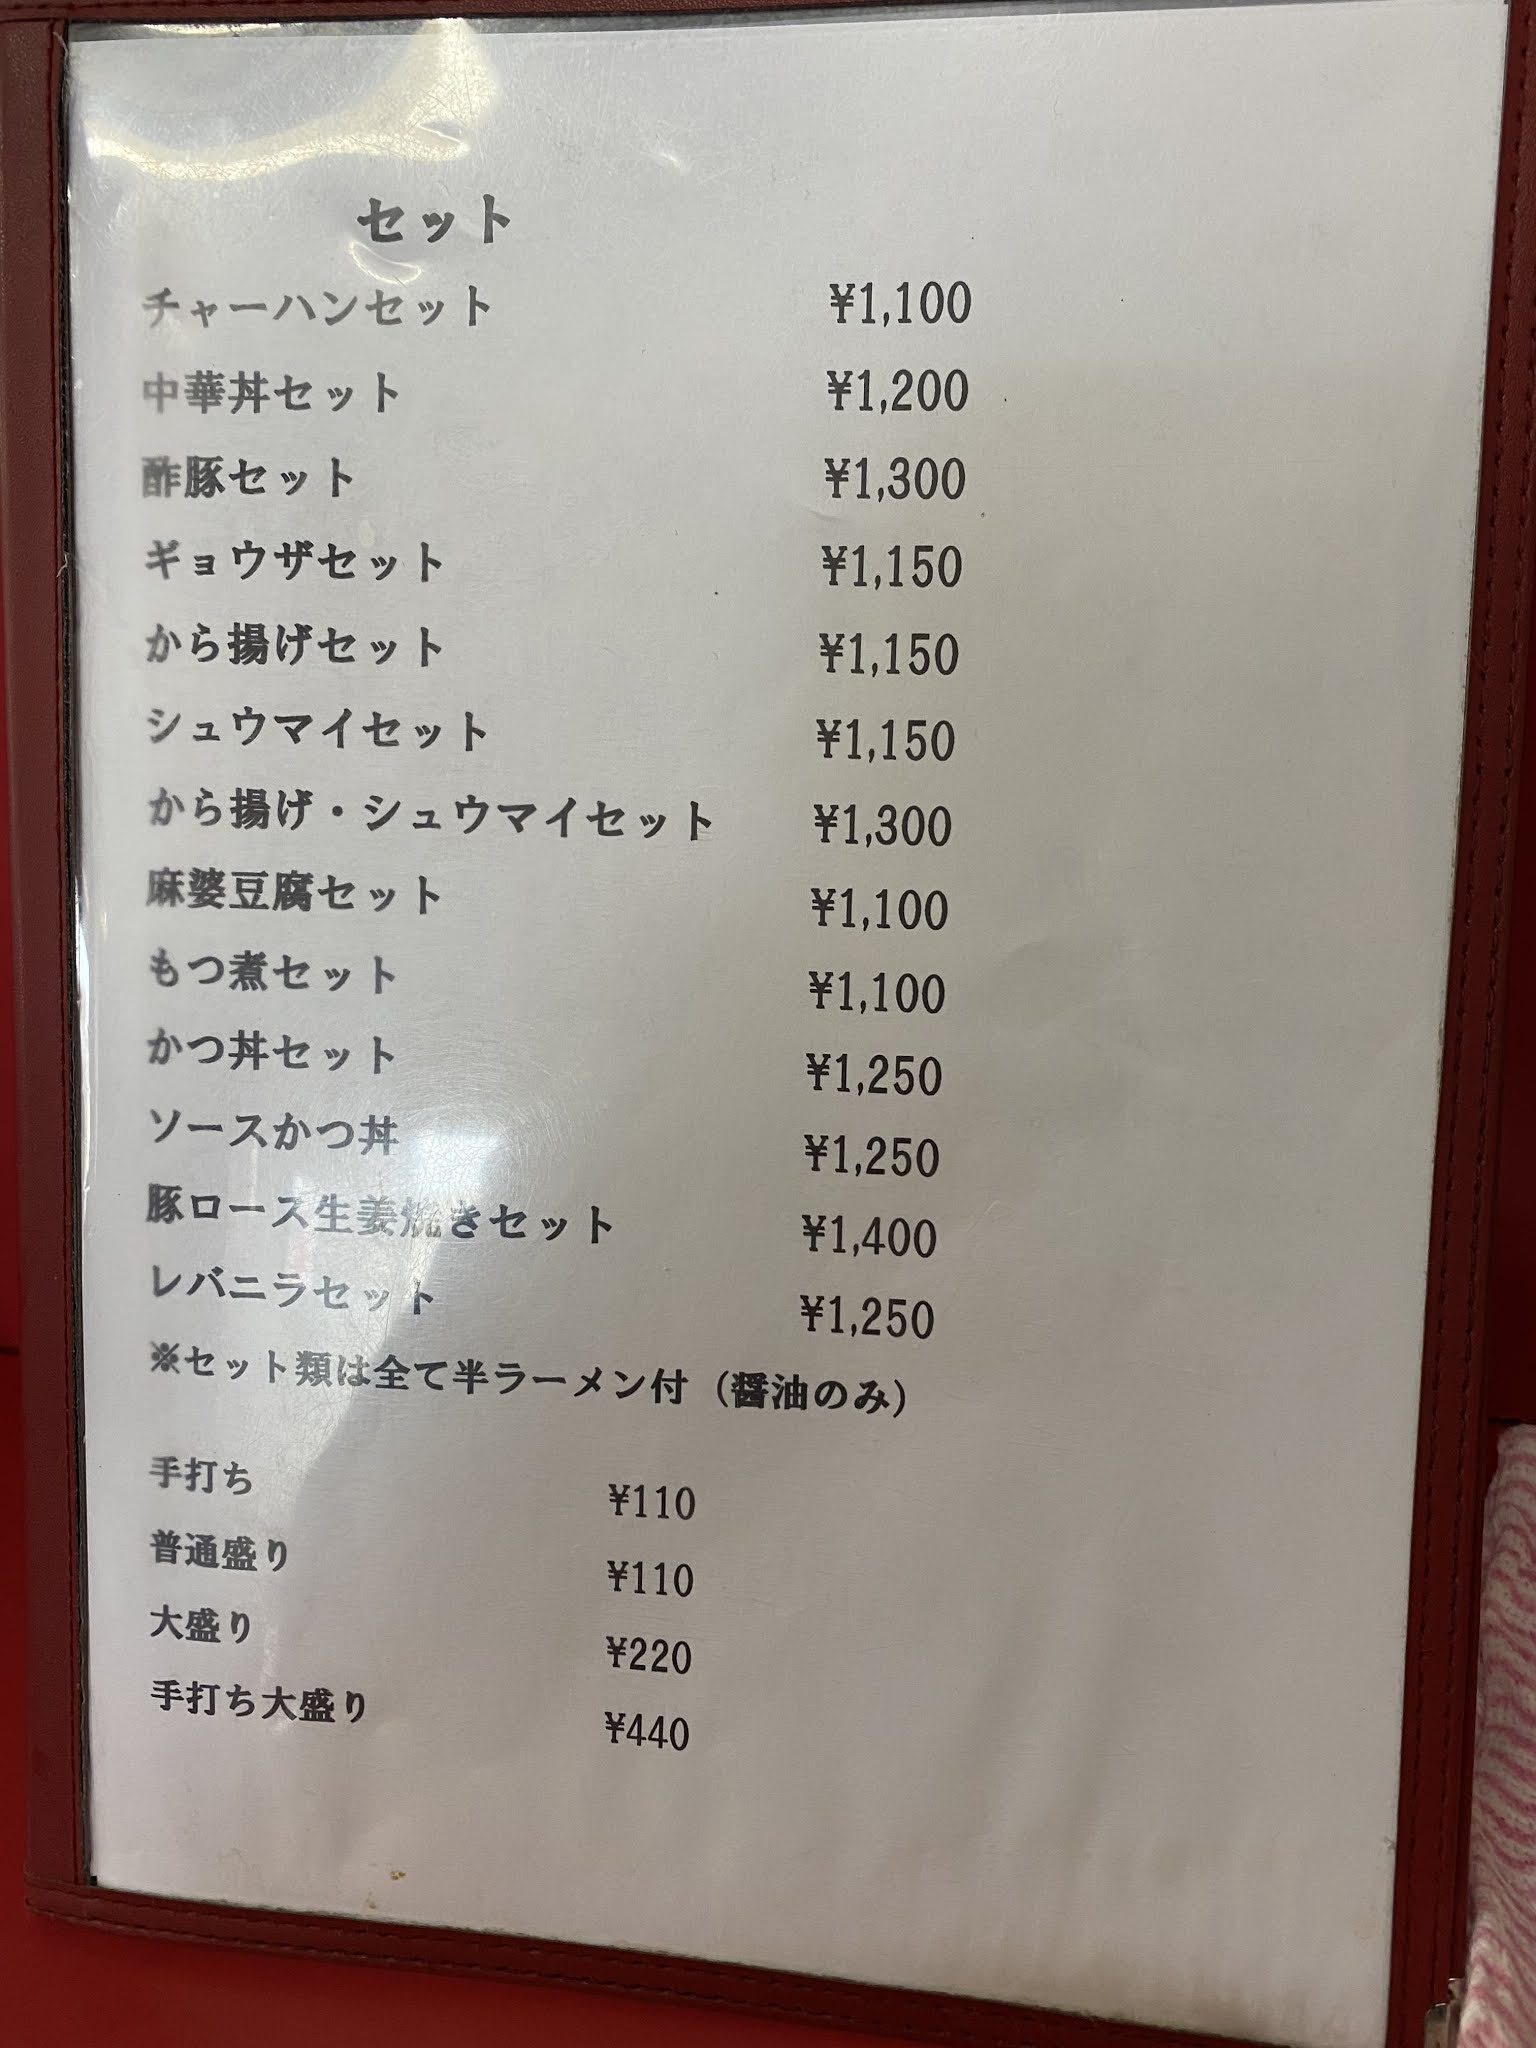 セット
チャーハンセット ¥1,100
中華丼セット ¥1,200
酢豚セット ¥1,300
ギョウザセット ¥1,150
から揚げセット ¥1,150
シュウマイセット ¥1,150
から揚げ・シュウマイセット ¥1,300
麻婆豆腐セット ¥1,100
もつ煮セット ¥1,100
かつ丼セット ¥1,250
ソースかつ丼 ¥1,250
豚ロース生姜焼きセット ¥1,400
レバニラセット ¥1,250
※セット類は全て半ラーメン付（醤油のみ）
手打ち ¥110
普通盛り ¥110
大盛り ¥220
手打ち大盛り ¥440